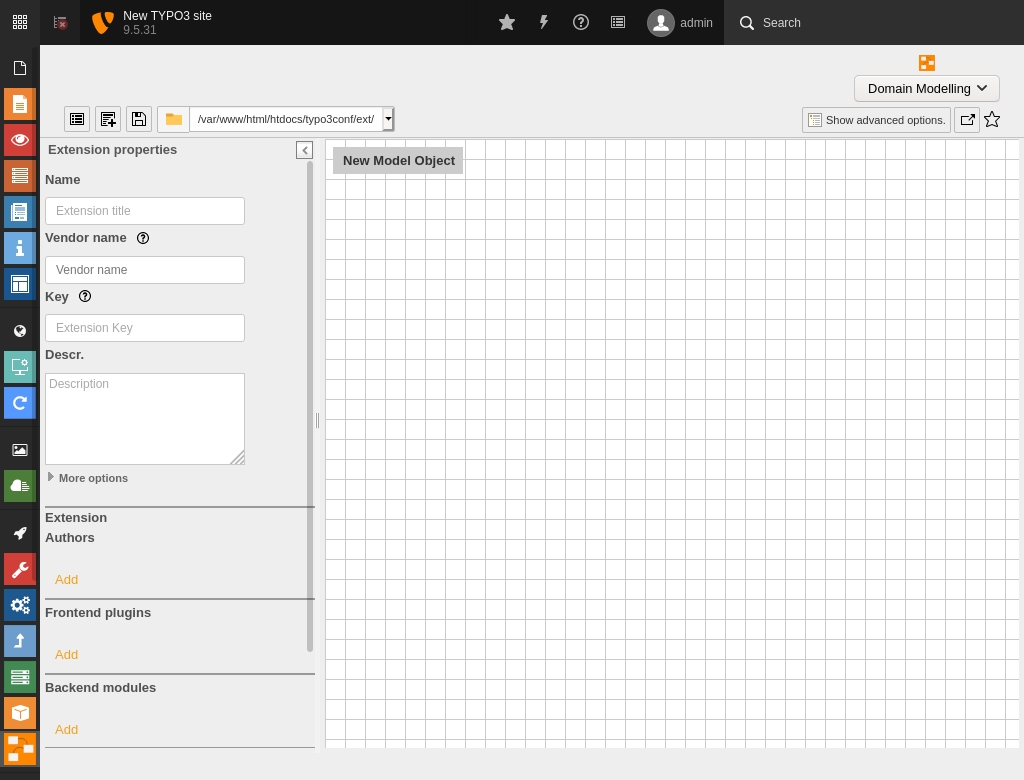 New TYPO3 site
9.5.31
admin
Search
Domain Modelling
/var/www/html/htdocs/typo3conf/ext/
Show advanced options.
Extension properties
New Model Object
Name
Extension title
Vendor name
Vendor name
Key
Extension Key
Descr.
Description
More options
Extension
Authors
Add
Frontend plugins
Add
Backend modules
Add